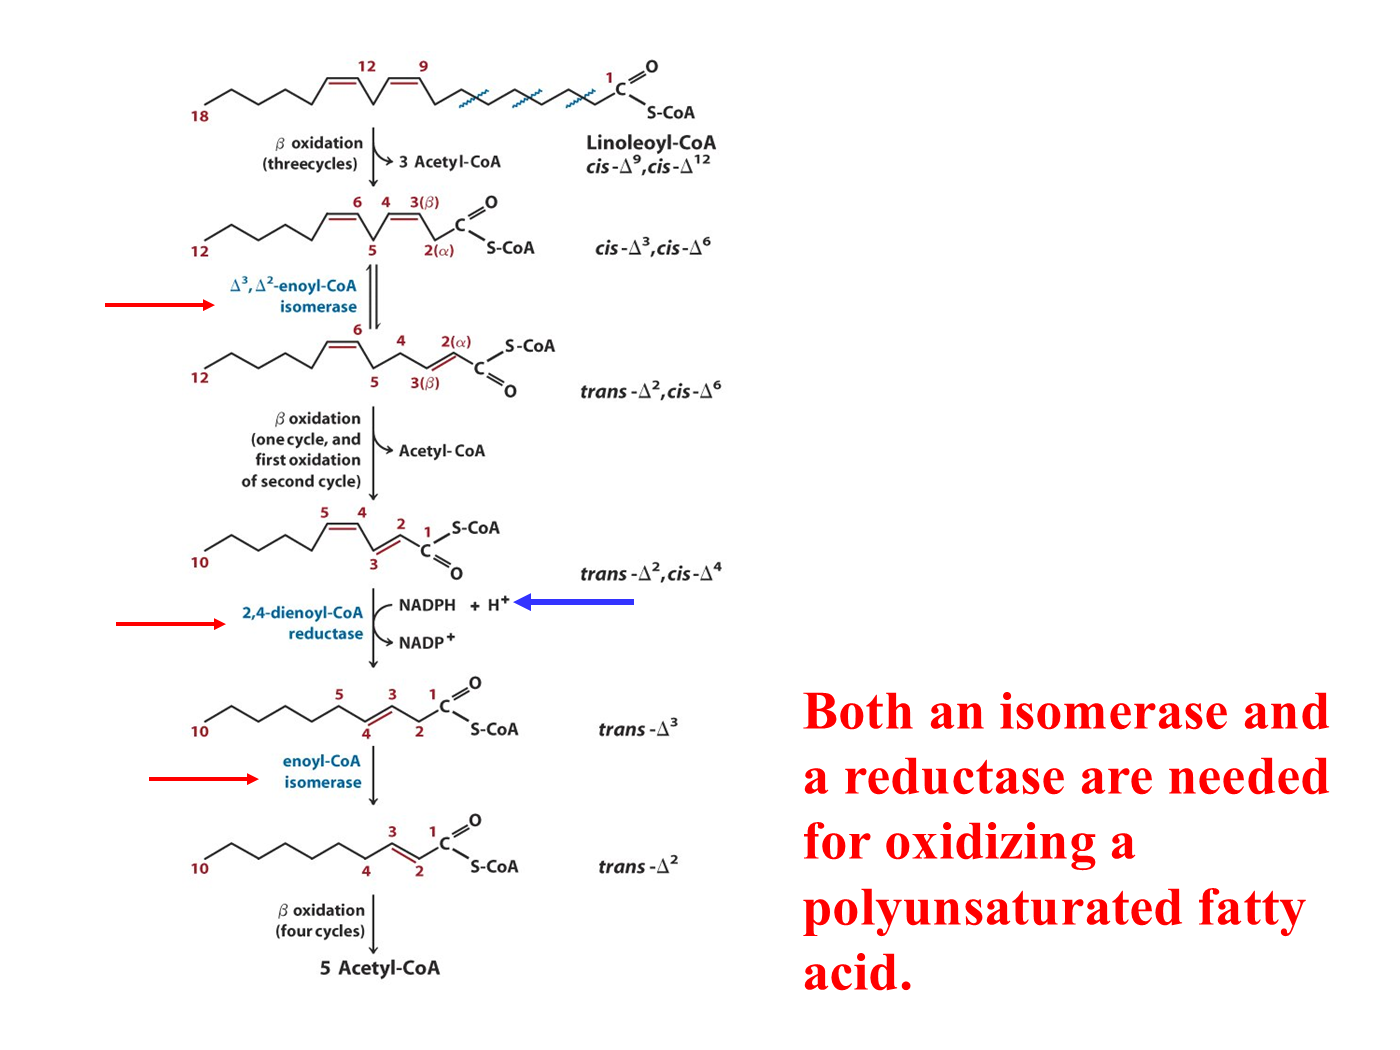 12 9 1 O
C
18 S-CoA
β oxidation
(threecycles)
3 Acetyl-CoA
Linoleoyl-CoA
cis-Δ⁹,cis-Δ¹²
6 4 3(β) O
C
12 5 2(α) S-CoA
cis-Δ³,cis-Δ⁶
Δ³,Δ²-enoyl-CoA
isomerase
6 4 2(α) S-CoA
C
12 5 3(β) O
trans-Δ²,cis-Δ⁶
β oxidation
(one cycle, and
first oxidation
of second cycle)
Acetyl-CoA
5 4 2 1 S-CoA
C
10 3 O
trans-Δ²,cis-Δ⁴
2,4-dienoyl-CoA
reductase
NADPH + H⁺
NADP⁺
5 3 1 O
C
10 4 2 S-CoA
trans-Δ³
enoyl-CoA
isomerase
3 1 O
C
10 4 2 S-CoA
trans-Δ²
β oxidation
(four cycles)
5 Acetyl-CoA
Both an isomerase and
a reductase are needed
for oxidizing a
polyunsaturated fatty
acid.